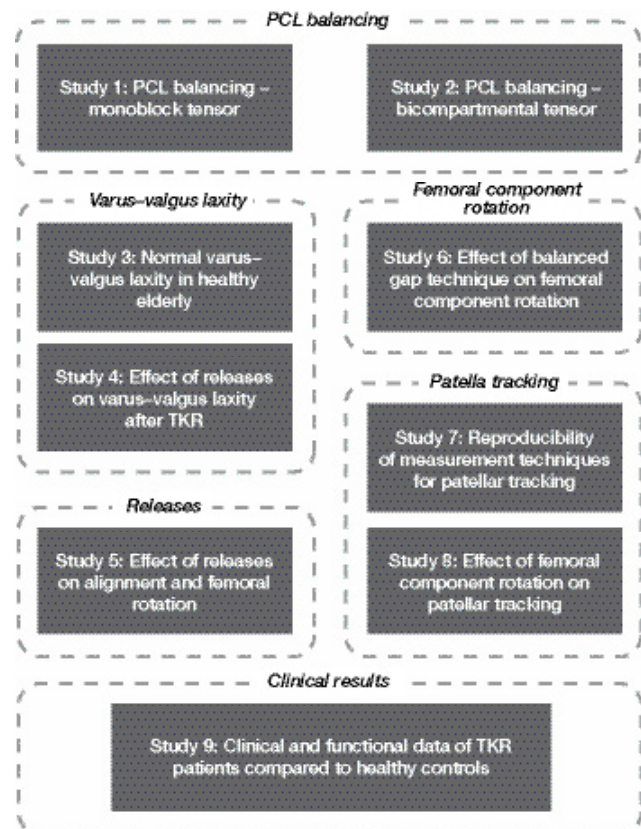 PCL balancing
Study 1: PCL balancing –
monoblock tensor
Study 2: PCL balancing –
bicompartmental tensor
Varus–valgus laxity
Study 3: Normal varus–
valgus laxity in healthy
elderly
Study 4: Effect of releases
on varus–valgus laxity
after TKR
Releases
Study 5: Effect of releases
on alignment and femoral
rotation
Femoral component
rotation
Study 6: Effect of balanced
gap technique on femoral
component rotation
Patella tracking
Study 7: Reproducibility
of measurement techniques
for patellar tracking
Study 8: Effect of femoral
component rotation on
patellar tracking
Clinical results
Study 9: Clinical and functional data of TKR
patients compared to healthy controls